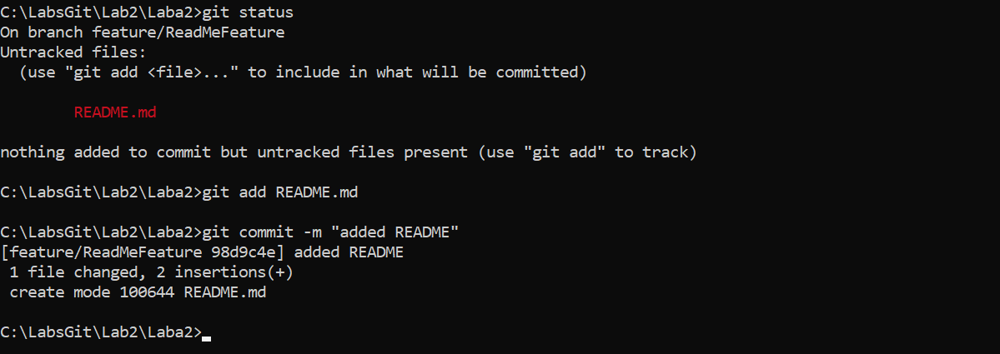 C:\LabsGit\Lab2\Laba2>git status
On branch feature/ReadMeFeature
Untracked files:
  (use "git add <file>..." to include in what will be committed)
        README.md
nothing added to commit but untracked files present (use "git add" to track)
C:\LabsGit\Lab2\Laba2>git add README.md
C:\LabsGit\Lab2\Laba2>git commit -m "added README"
[feature/ReadMeFeature 98d9c4e] added README
 1 file changed, 2 insertions(+)
 create mode 100644 README.md
C:\LabsGit\Lab2\Laba2>